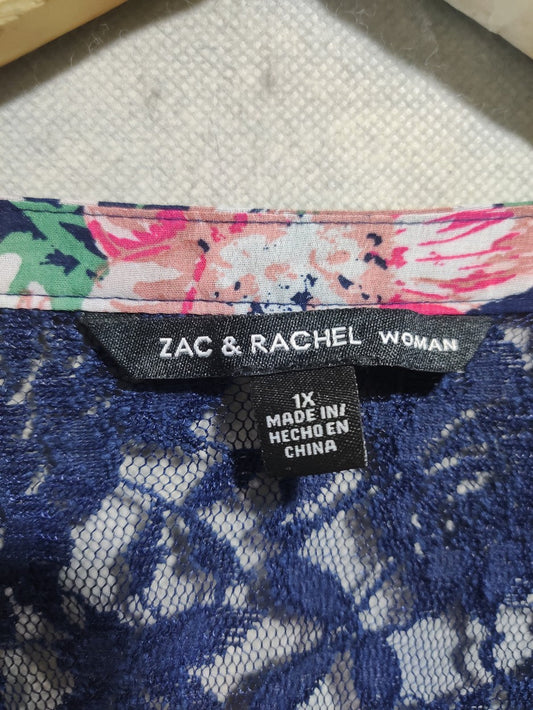 ZAC & RACHEL WOMAN
1X
MADE IN/
HECHO EN
CHINA